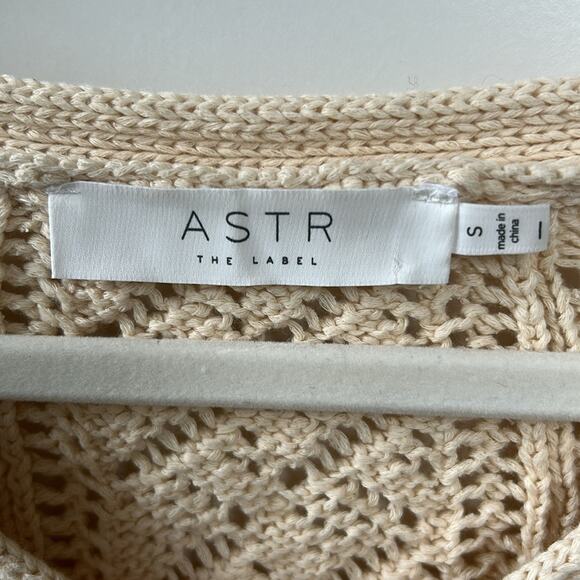 ASTR
THE LABEL
S
made in
china